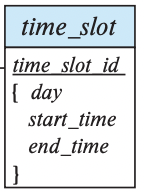 time_slot
time_slot_id
{ day
start_time
end_time
}